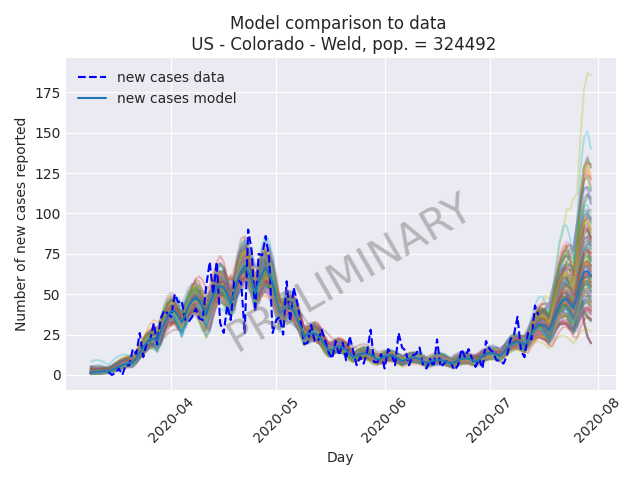 Model comparison to data
US - Colorado - Weld, pop. = 324492
new cases data
new cases model
Number of new cases reported
175
150
125
100
75
50
25
0
PRELIMINARY
2020-04
2020-05
2020-06
2020-07
2020-08
Day